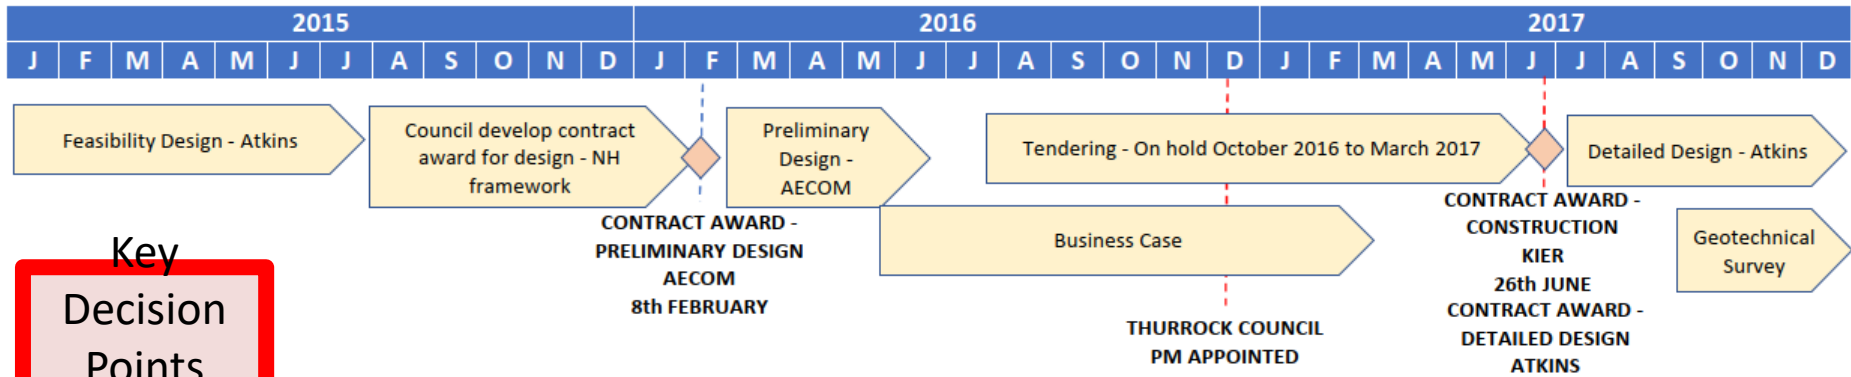 2015 2016 2017
J F M A M J J A S O N D J F M A M J J A S O N D J F M A M J J A S O N D
Feasibility Design - Atkins
Council develop contract
award for design - NH
framework
Preliminary
Design -
AECOM
Tendering - On hold October 2016 to March 2017
Detailed Design - Atkins
CONTRACT AWARD -
PRELIMINARY DESIGN
AECOM
8th FEBRUARY
Business Case
CONTRACT AWARD -
CONSTRUCTION
KIER
26th JUNE
CONTRACT AWARD -
DETAILED DESIGN
ATKINS
Geotechnical
Survey
THURROCK COUNCIL
PM APPOINTED
Key
Decision
Points